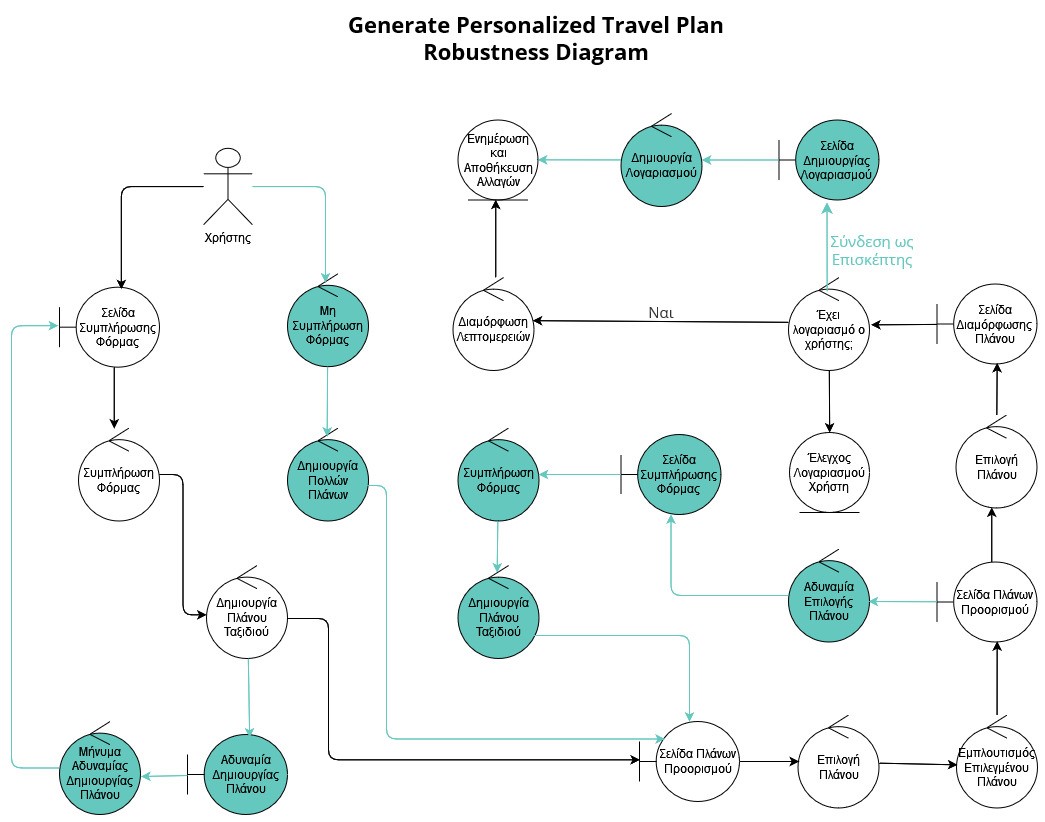 Generate Personalized Travel Plan
Robustness Diagram
Ενημέρωση
και
Αποθήκευση
Αλλαγών
Δημιουργία
Λογαριασμού
Σελίδα
Δημιουργίας
Λογαριασμού
Χρήστης
Σύνδεση ως
Επισκέπτης
Σελίδα
Συμπλήρωσης
Φόρμας
Μη
Συμπλήρωση
Φόρμας
Διαμόρφωση
Λεπτομερειών
Ναι
Έχει
λογαριασμό ο
χρήστης;
Σελίδα
Διαμόρφωσης
Πλάνου
Συμπλήρωση
Φόρμας
Δημιουργία
Πολλών
Πλάνων
Συμπλήρωση
Φόρμας
Σελίδα
Συμπλήρωσης
Φόρμας
Έλεγχος
Λογαριασμού
Χρήστη
Επιλογή
Πλάνου
Δημιουργία
Πλάνου
Ταξιδιού
Δημιουργία
Πλάνου
Ταξιδιού
Αδυναμία
Επιλογής
Πλάνου
Σελίδα Πλάνων
Προορισμού
Μήνυμα
Αδυναμίας
Δημιουργίας
Πλάνου
Αδυναμία
Δημιουργίας
Πλάνου
Σελίδα Πλάνων
Προορισμού
Επιλογή
Πλάνου
Εμπλουτισμός
Επιλεγμένου
Πλάνου